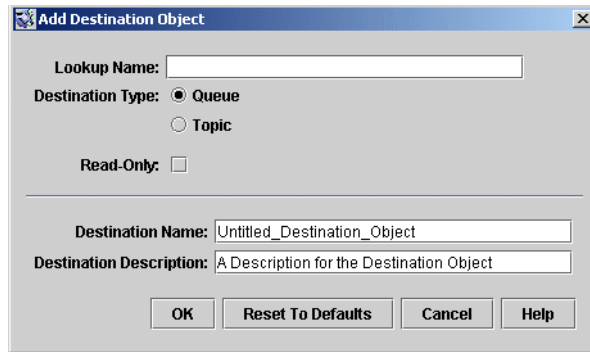 Add Destination Object
Lookup Name:
Destination Type: Queue
Topic
Read-Only:
Destination Name: Untitled_Destination_Object
Destination Description: A Description for the Destination Object
OK Reset To Defaults Cancel Help